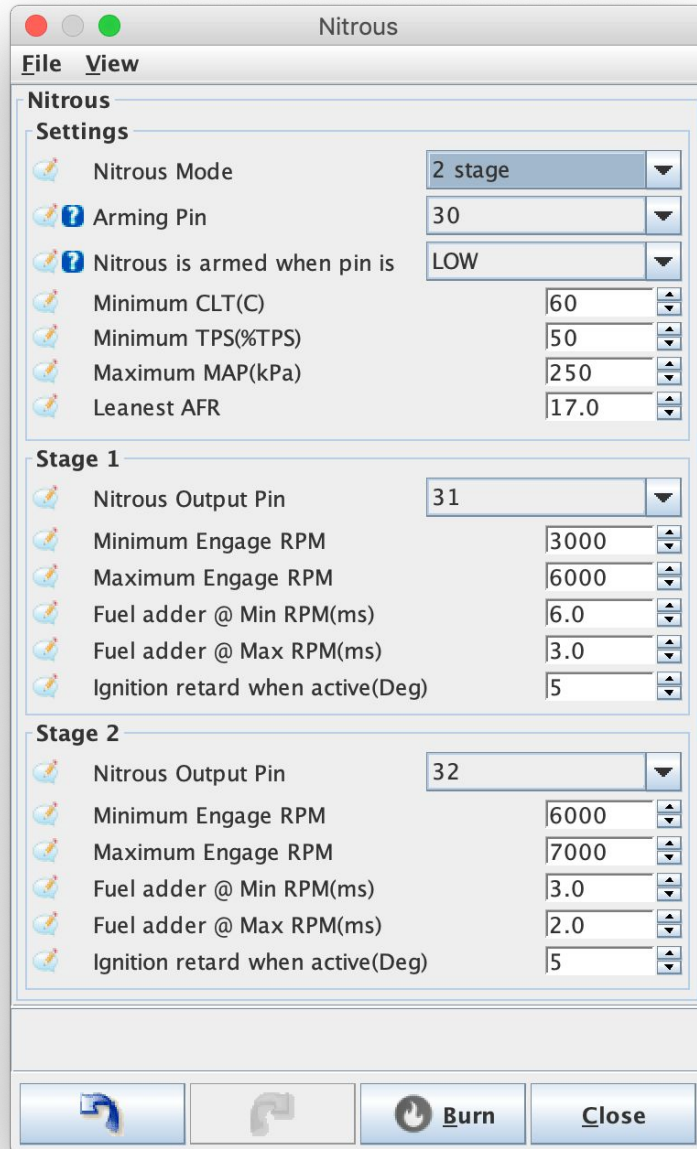 Nitrous
File View
Nitrous
Settings
Nitrous Mode 2 stage
? Arming Pin 30
? Nitrous is armed when pin is LOW
Minimum CLT(C) 60
Minimum TPS(%TPS) 50
Maximum MAP(kPa) 250
Leanest AFR 17.0
Stage 1
Nitrous Output Pin 31
Minimum Engage RPM 3000
Maximum Engage RPM 6000
Fuel adder @ Min RPM(ms) 6.0
Fuel adder @ Max RPM(ms) 3.0
Ignition retard when active(Deg) 5
Stage 2
Nitrous Output Pin 32
Minimum Engage RPM 6000
Maximum Engage RPM 7000
Fuel adder @ Min RPM(ms) 3.0
Fuel adder @ Max RPM(ms) 2.0
Ignition retard when active(Deg) 5
Burn Close